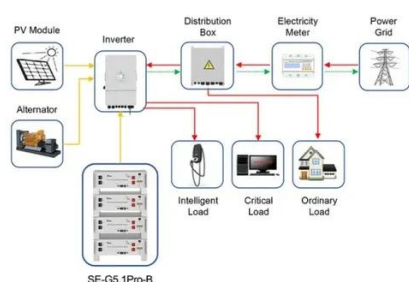 PV Module
Inverter
Distribution
Box
Electricity
Meter
Power
Grid
Alternator
Intelligent
Load
Critical
Load
Ordinary
Load
SE-G5.1Pro-B